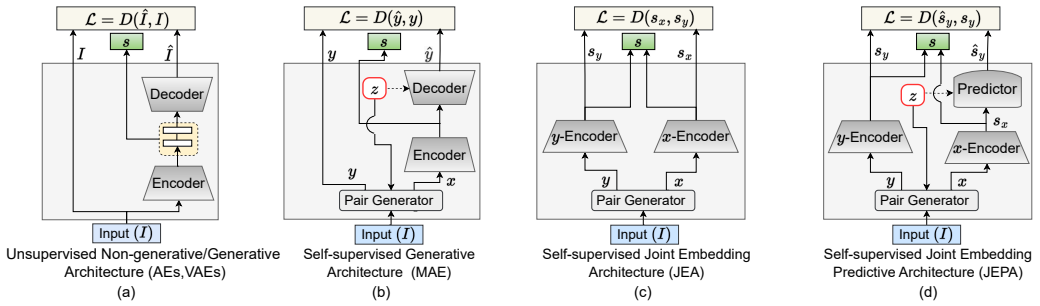 ℒ = D(Î, I)
s
I
Î
Decoder
Encoder
Input (I)
Unsupervised Non-generative/Generative
Architecture (AEs,VAEs)
(a)
ℒ = D(ŷ, y)
s
y
ŷ
z
Decoder
Encoder
y
x
Pair Generator
Input (I)
Self-supervised Generative
Architecture (MAE)
(b)
ℒ = D(s_x, s_y)
s
s_y
s_x
y-Encoder
x-Encoder
y
x
Pair Generator
Input (I)
Self-supervised Joint Embedding
Architecture (JEA)
(c)
ℒ = D(ŝ_y, s_y)
s
s_y
ŝ_y
z
Predictor
s_x
y-Encoder
x-Encoder
y
x
Pair Generator
Input (I)
Self-supervised Joint Embedding
Predictive Architecture (JEPA)
(d)